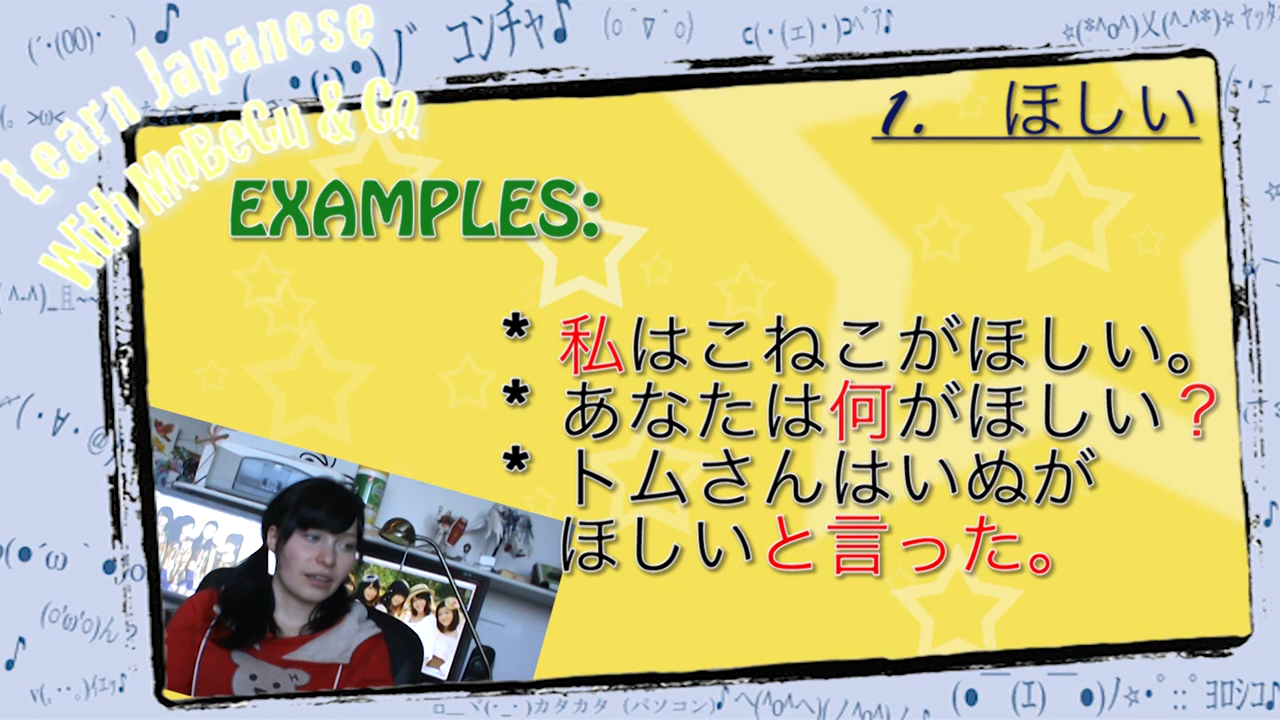 Learn Japanese
With MoBeCu & Co
コンチャ♪
1. ほしい
EXAMPLES:
* 私はこねこがほしい。
* あなたは何がほしい？
* トムさんはいぬが
ほしいと言った。
カタカタ (パソコン)
ﾖﾛｼｺ♪